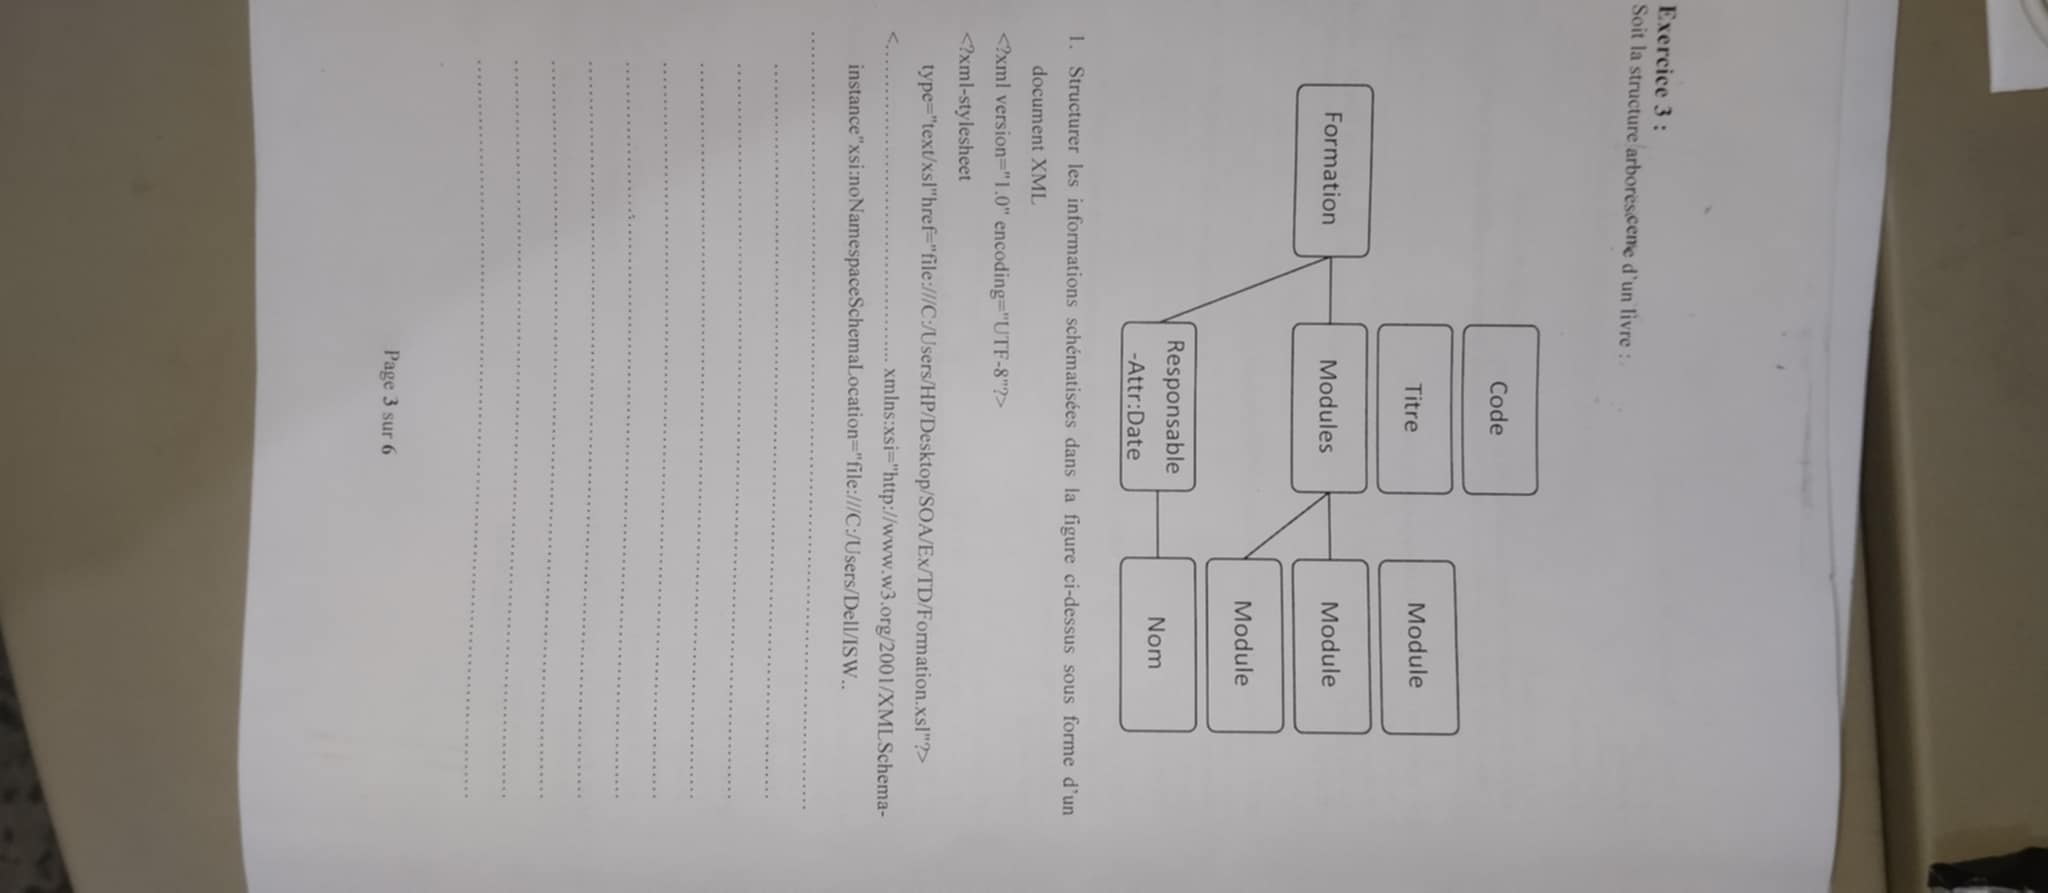 Exercice 3 :
Soit la structure arborescene d'un livre :
Code
Titre
Module
Formation
Modules
Module
Module
Responsable
-Attr:Date
Nom
1. Structurer les informations schématisées dans la figure ci-dessus sous forme d'un
document XML
<?xml version="1.0" encoding="UTF-8"?>
<?xml-stylesheet
type="text/xsl"href="file:///C:/Users/HP/Desktop/SOA/Ex/TD/Formation.xsl"?>
<.......................................... xmlns:xsi="http://www.w3.org/2001/XMLSchema-
instance"xsi:noNamespaceSchemaLocation="file:///C:/Users/Dell/ISW..
Page 3 sur 6